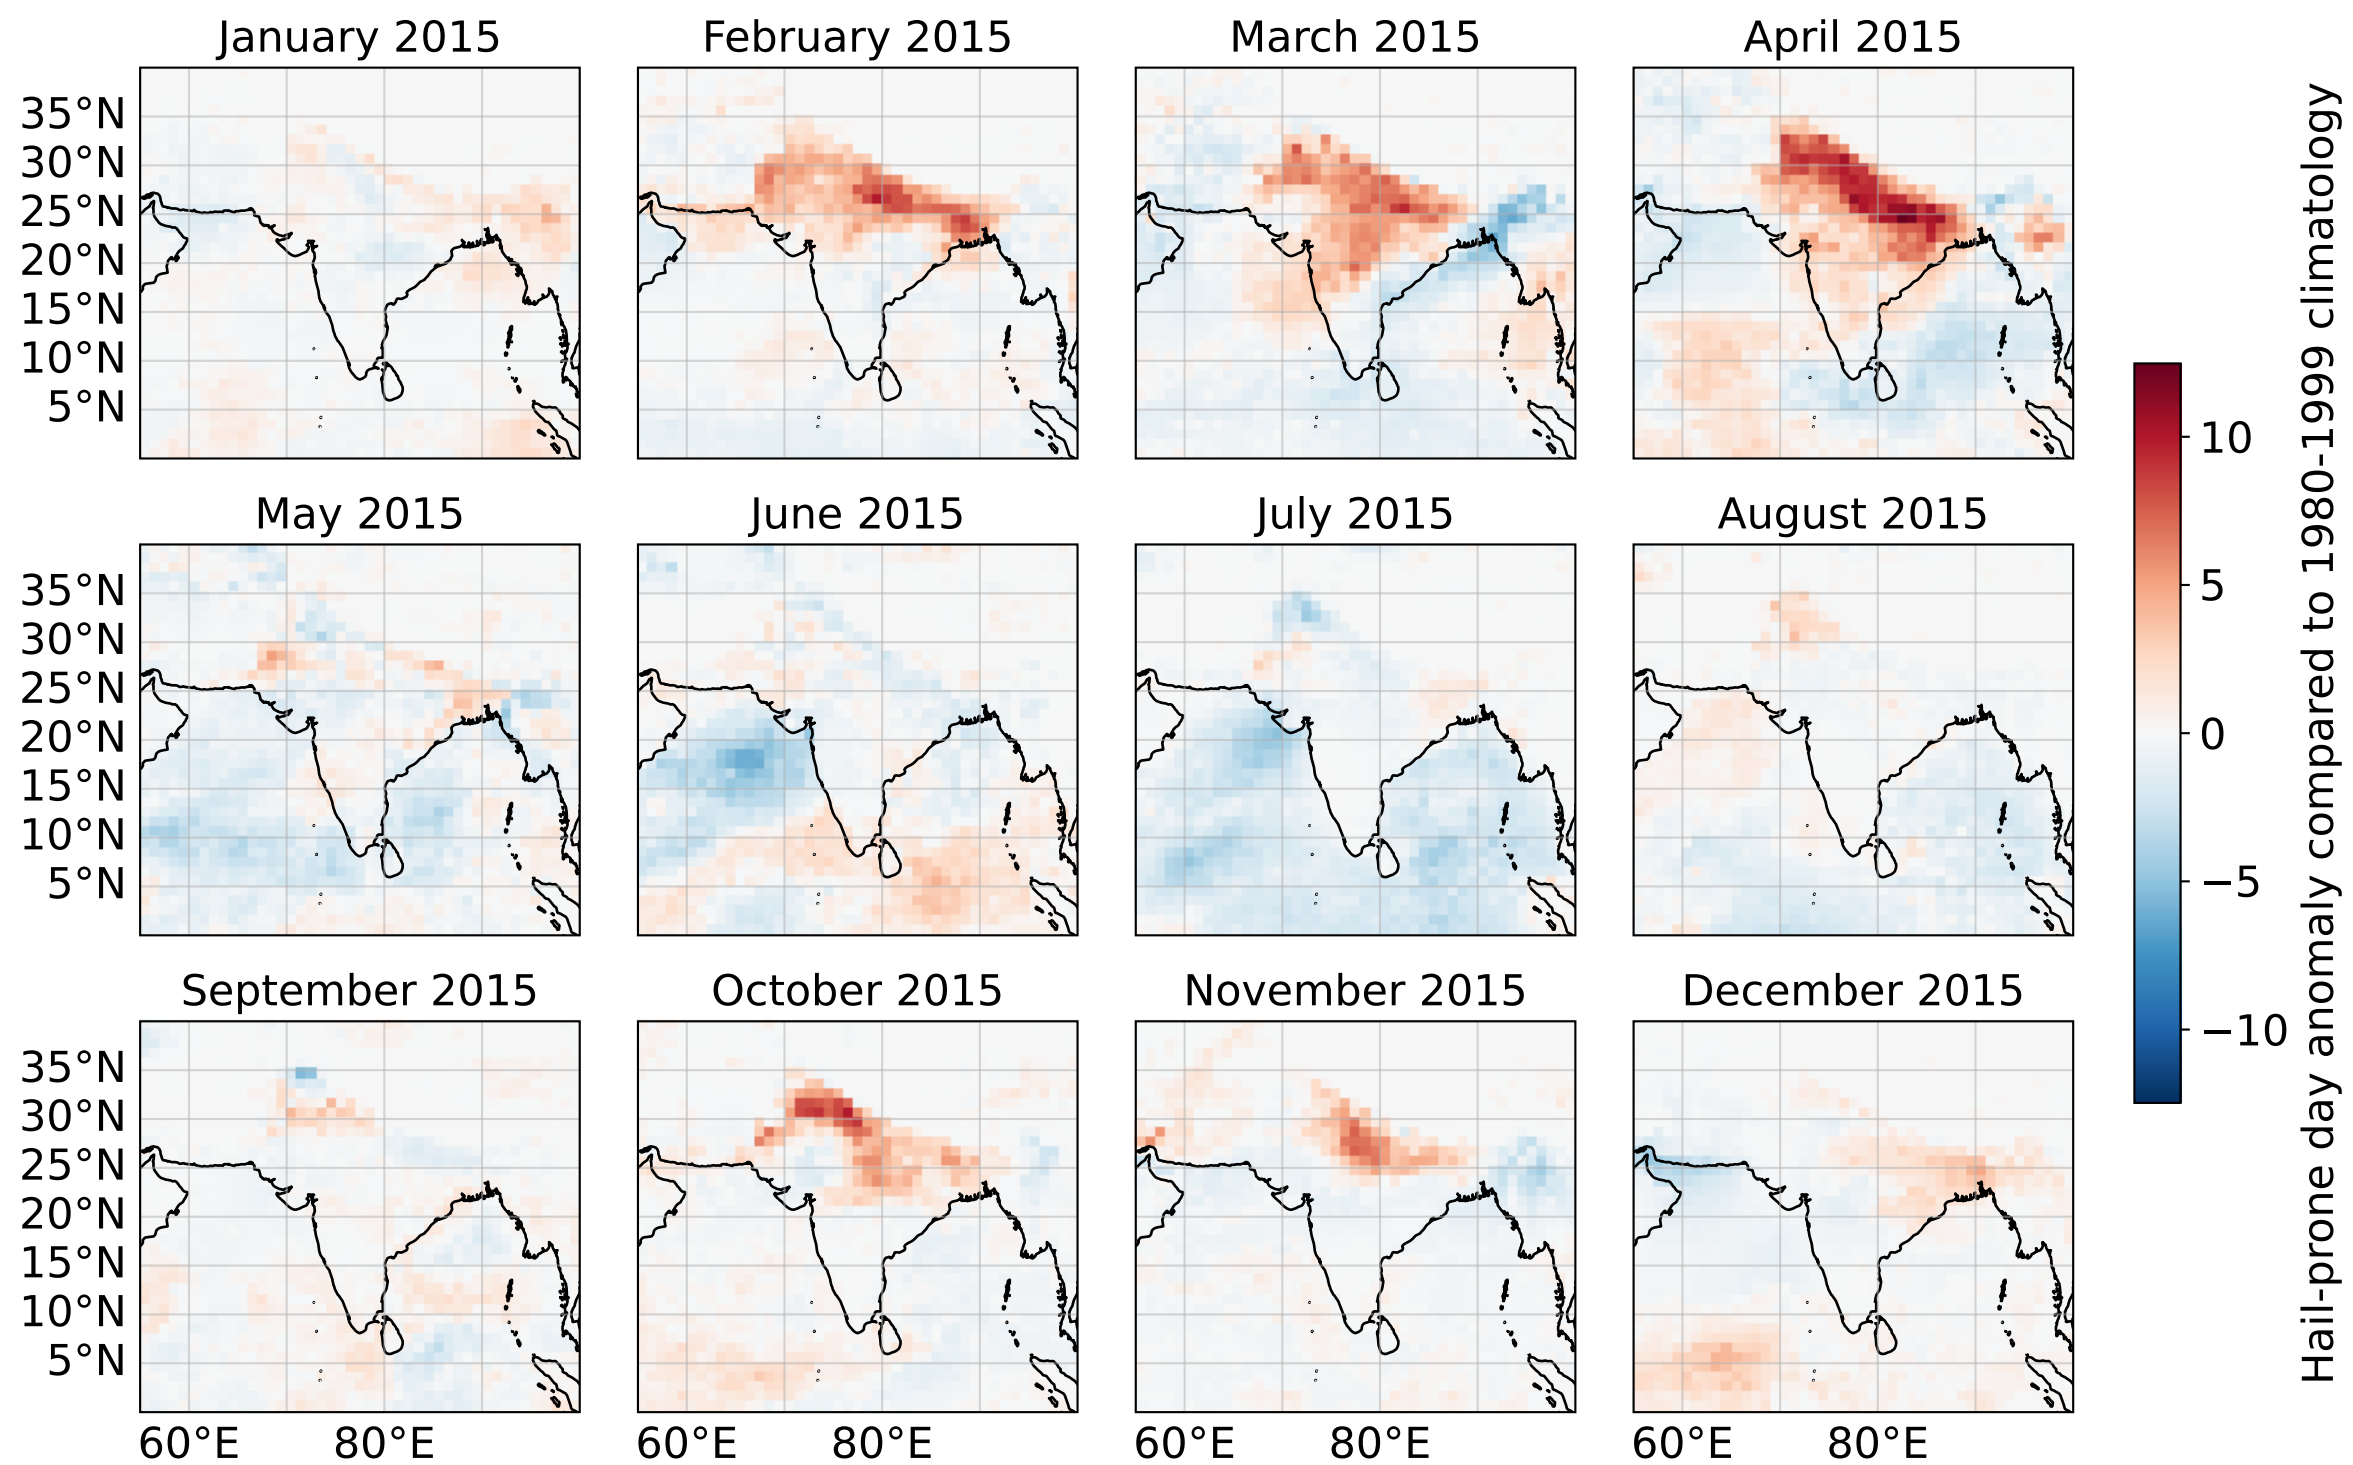 January 2015
February 2015
March 2015
April 2015
35°N
30°N
25°N
20°N
15°N
10°N
5°N
May 2015
June 2015
July 2015
August 2015
35°N
30°N
25°N
20°N
15°N
10°N
5°N
September 2015
October 2015
November 2015
December 2015
35°N
30°N
25°N
20°N
15°N
10°N
5°N
60°E
80°E
60°E
80°E
60°E
80°E
60°E
80°E
10
5
0
−5
−10
Hail-prone day anomaly compared to 1980-1999 climatology